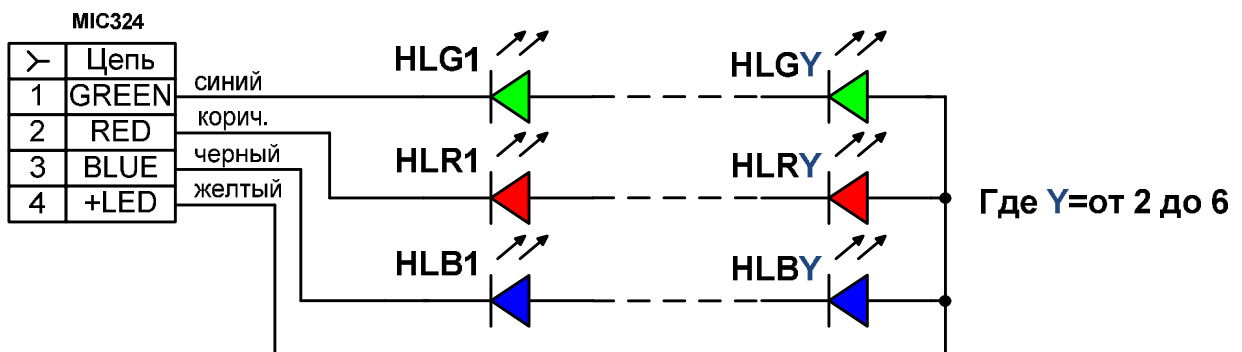 MIC324
Цепь
1 GREEN
2 RED
3 BLUE
4 +LED
синий
корич.
черный
желтый
HLG1
HLGY
HLR1
HLRY
HLB1
HLBY
Где Y=от 2 до 6